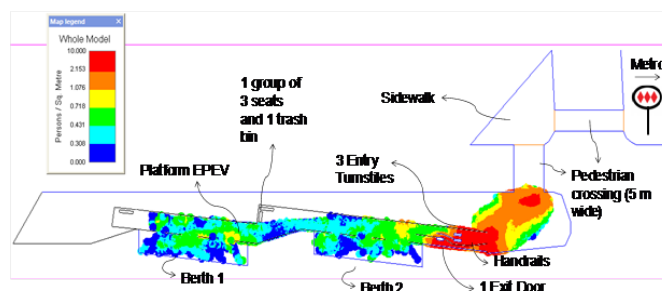 Map legend
Whole Model
Persons / Sq. Metre
10.000
2.153
1.076
0.718
0.431
0.308
0.000
1 group of
3 seats
and 1 trash
bin
Platform EPEV
Sidewalk
Metro
3 Entry
Turnstiles
Pedestrian
crossing (5 m
wide)
Handrails
1 Exit Door
Berth 1
Berth 2